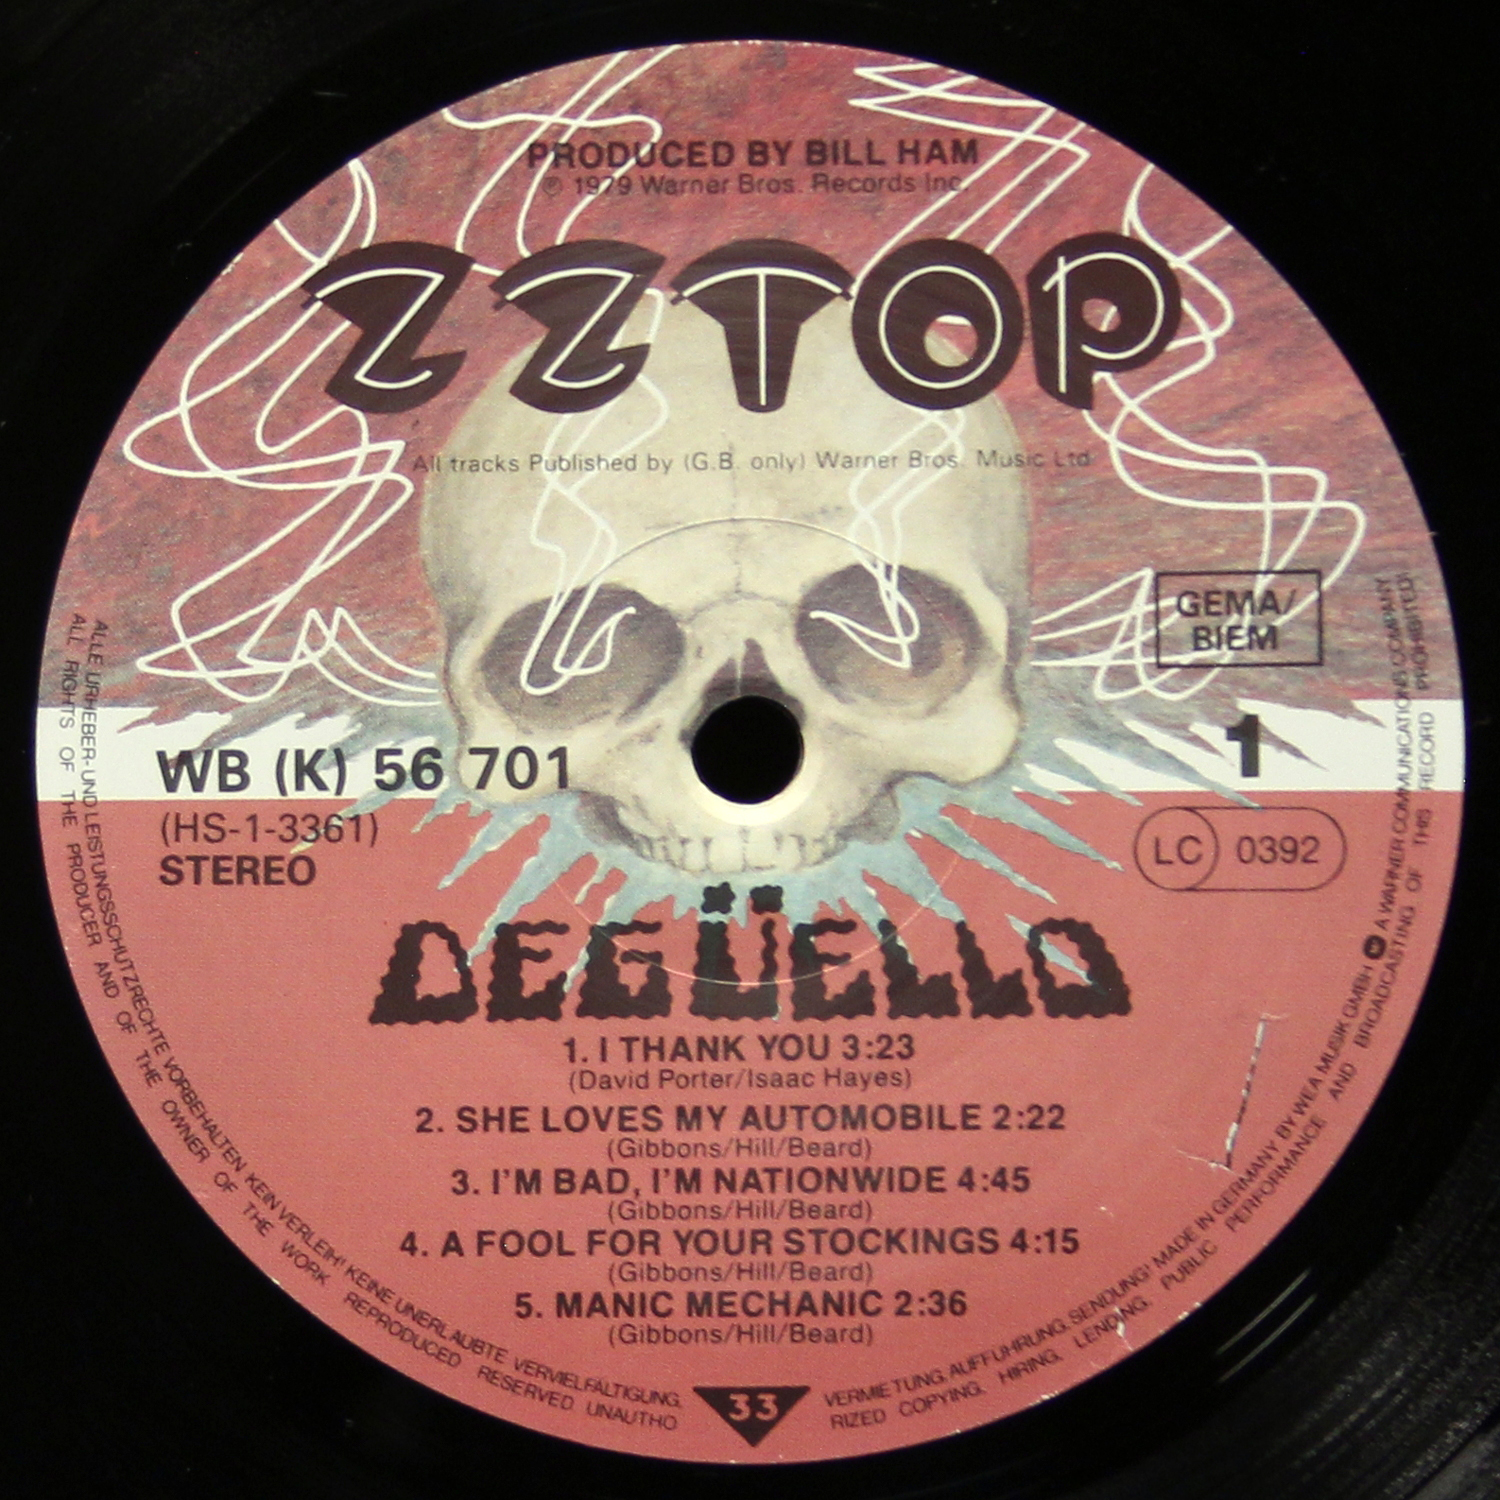 PRODUCED BY BILL HAM
℗ 1979 Warner Bros. Records Inc.
ZZ TOP
All tracks Published by (G.B. only) Warner Bros. Music Ltd
GEMA/
BIEM
WB (K) 56 701
1
(HS-1-3361)
STEREO
LC 0392
DEGÜELLO
1. I THANK YOU 3:23
(David Porter/Isaac Hayes)
2. SHE LOVES MY AUTOMOBILE 2:22
(Gibbons/Hill/Beard)
3. I'M BAD, I'M NATIONWIDE 4:45
(Gibbons/Hill/Beard)
4. A FOOL FOR YOUR STOCKINGS 4:15
(Gibbons/Hill/Beard)
5. MANIC MECHANIC 2:36
(Gibbons/Hill/Beard)
33
ALLE URHEBER- UND LEISTUNGSSCHUTZRECHTE VORBEHALTEN KEIN VERLEIH! KEINE UNERLAUBTE VERVIELFÄLTIGUNG, VERMIETUNG, AUFFÜHRUNG, SENDUNG! MADE IN GERMANY BY WEA MUSIK GMBH A WARNER COMMUNICATIONS COMPANY
ALL RIGHTS OF THE PRODUCER AND OF THE OWNER OF THE WORK REPRODUCED RESERVED UNAUTHORIZED COPYING, HIRING, LENDING, PUBLIC PERFORMANCE AND BROADCASTING OF THIS RECORD PROHIBITED!